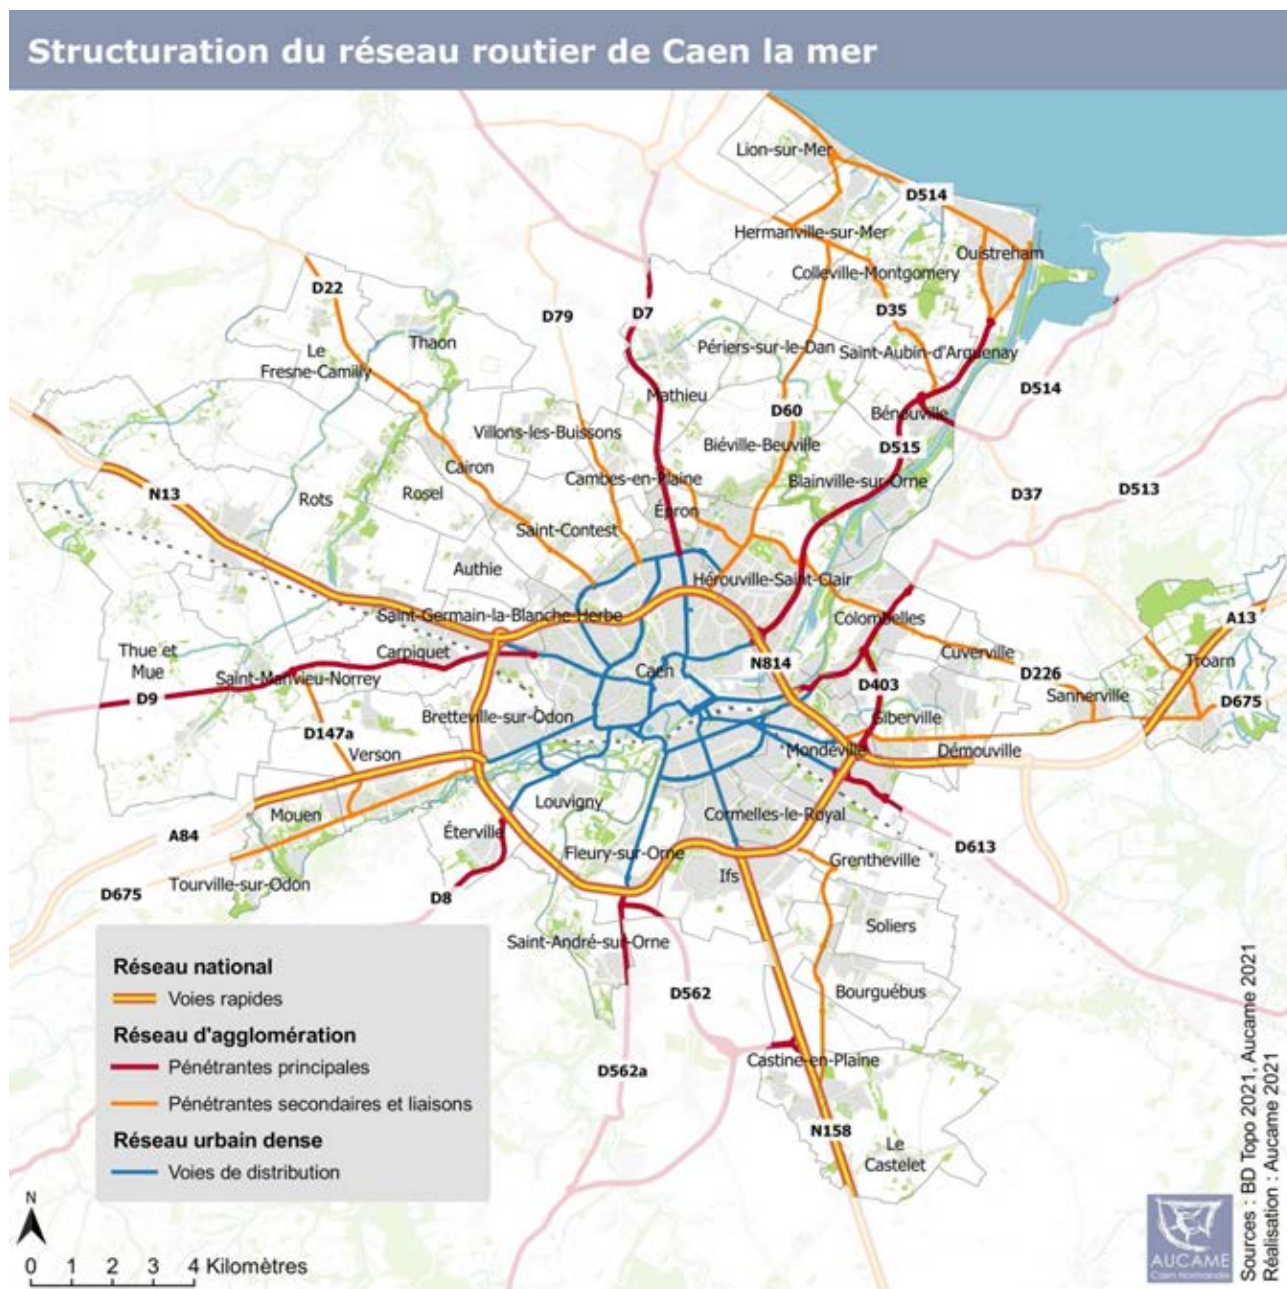 Structuration du réseau routier de Caen la mer
Lion-sur-Mer
D514
Hermanville-sur-Mer
Ouistreham
Colleville-Montgomery
D22
D79
D7
D35
Thaon
Le
Fresne-Camilly
Périers-sur-le-Dan
Saint-Aubin-d'Arquenay
D514
Mathieu
D60
Bénouville
Villons-les-Buissons
Biéville-Beuville
D515
Cairon
Cambes-en-Plaine
Blainville-sur-Orne
N13
Rots
Rosel
D37
D513
Épron
Saint-Contest
Authie
Hérouville-Saint-Clair
Saint-Germain-la-Blanche-Herbe
Colombelles
A13
Thue et
Mue
Carpiquet
Caen
N814
Cuverville
Troarn
Saint-Manvieu-Norrey
D226
D9
D403
Sannerville
D675
Bretteville-sur-Odon
Giberville
D147a
Verson
Mondeville
Démouville
Mouen
Louvigny
Cormelles-le-Royal
A84
Éterville
Fleury-sur-Orne
D613
Grentheville
Tourville-sur-Odon
Ifs
D675
D8
Soliers
Saint-André-sur-Orne
D562
Bourguébus
Castine-en-Plaine
D562a
N158
Le
Castelet
Réseau national
Voies rapides
Réseau d'agglomération
Pénétrantes principales
Pénétrantes secondaires et liaisons
Réseau urbain dense
Voies de distribution
N
0 1 2 3 4 Kilomètres
AUCAME
Caen Normandie
Sources : BD Topo 2021, Aucame 2021
Réalisation : Aucame 2021